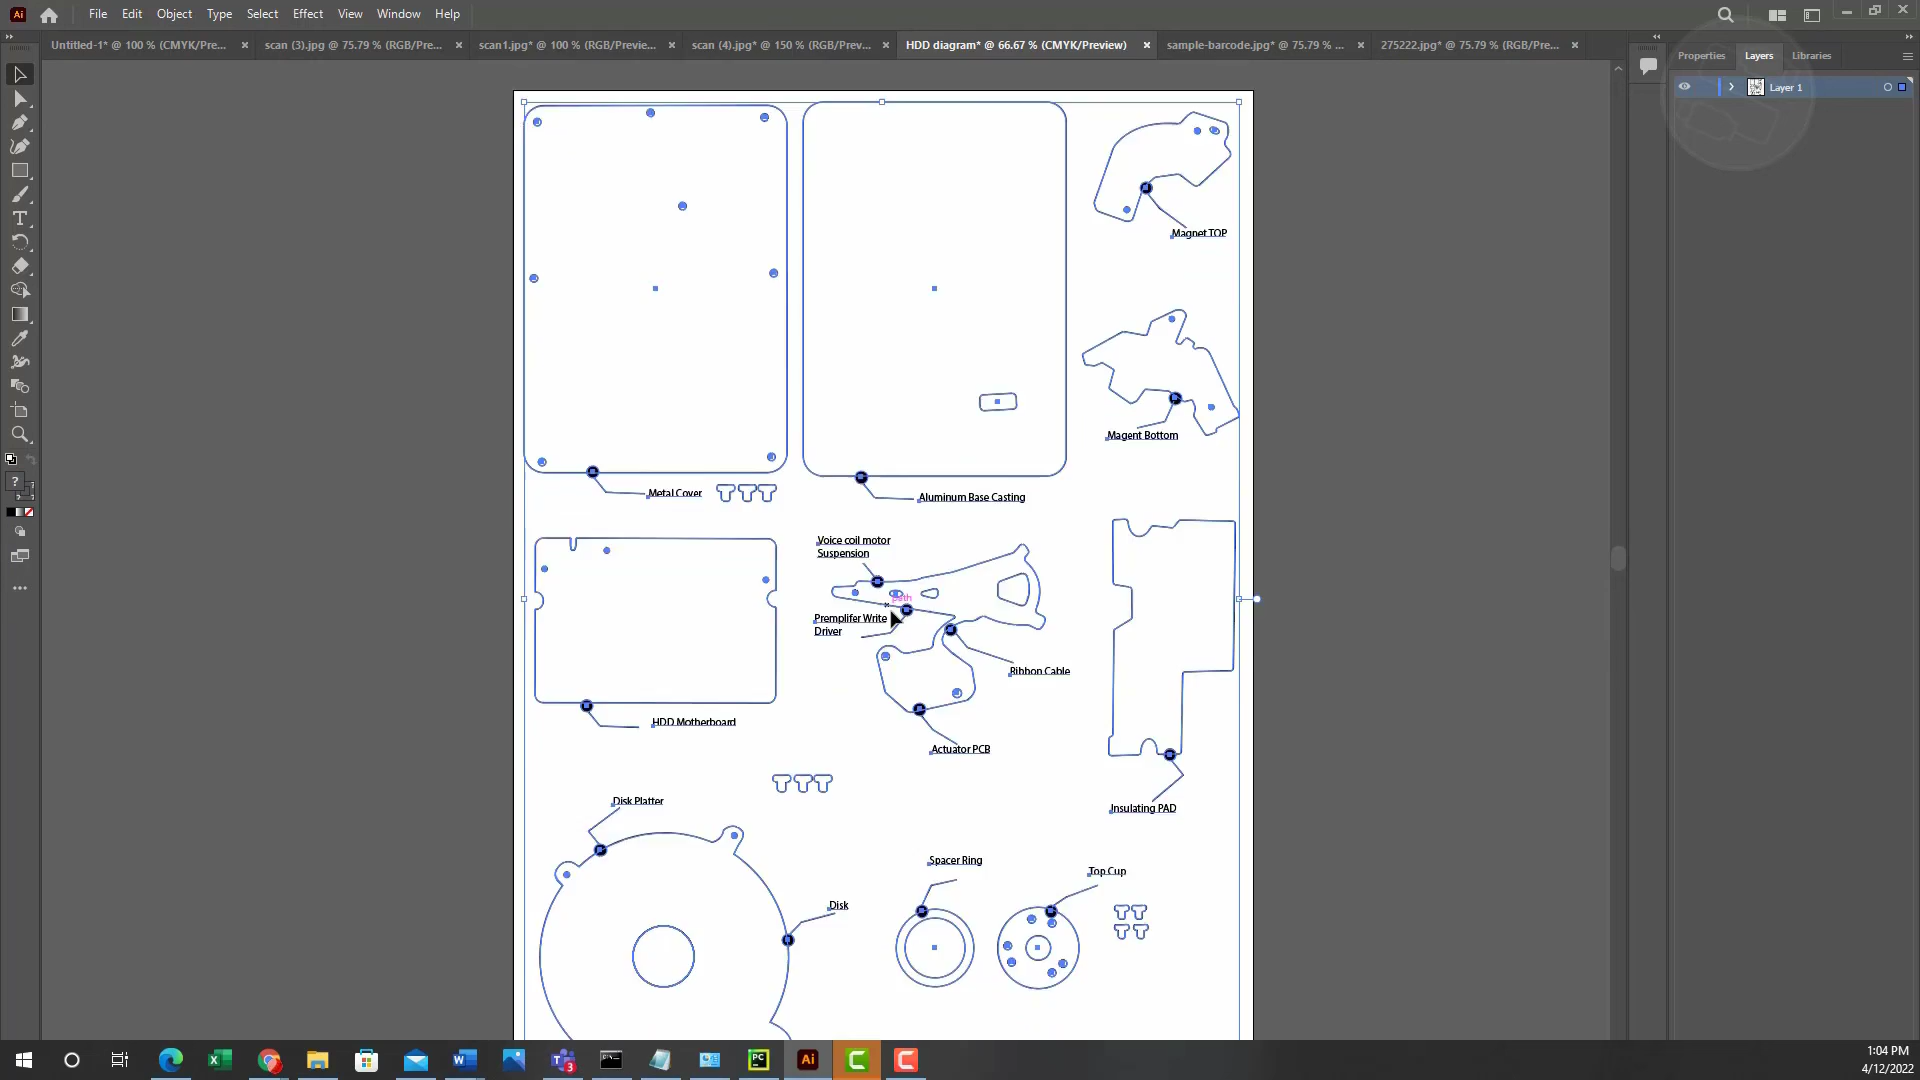 File Edit Object Type Select Effect View Window Help
Untitled-1* @ 100 % (CMYK/Pre...
scan (3).jpg @ 75.79 % (RGB/Pre...
scan1.jpg* @ 100 % (RGB/Previe...
scan (4).jpg* @ 150 % (RGB/Prev...
HDD diagram* @ 66.67 % (CMYK/Preview)
sample-barcode.jpg* @ 75.79 % ...
275222.jpg* @ 75.79 % (RGB/Pre...
Properties Layers Libraries
Layer 1
Magnet TOP
Magent Bottom
Metal Cover
Aluminum Base Casting
Voice coil motor
Suspension
path
Premplifer Write
Driver
Ribbon Cable
HDD Motherboard
Actuator PCB
Insulating PAD
Disk Platter
Spacer Ring
Top Cup
Disk
1:04 PM
4/12/2022